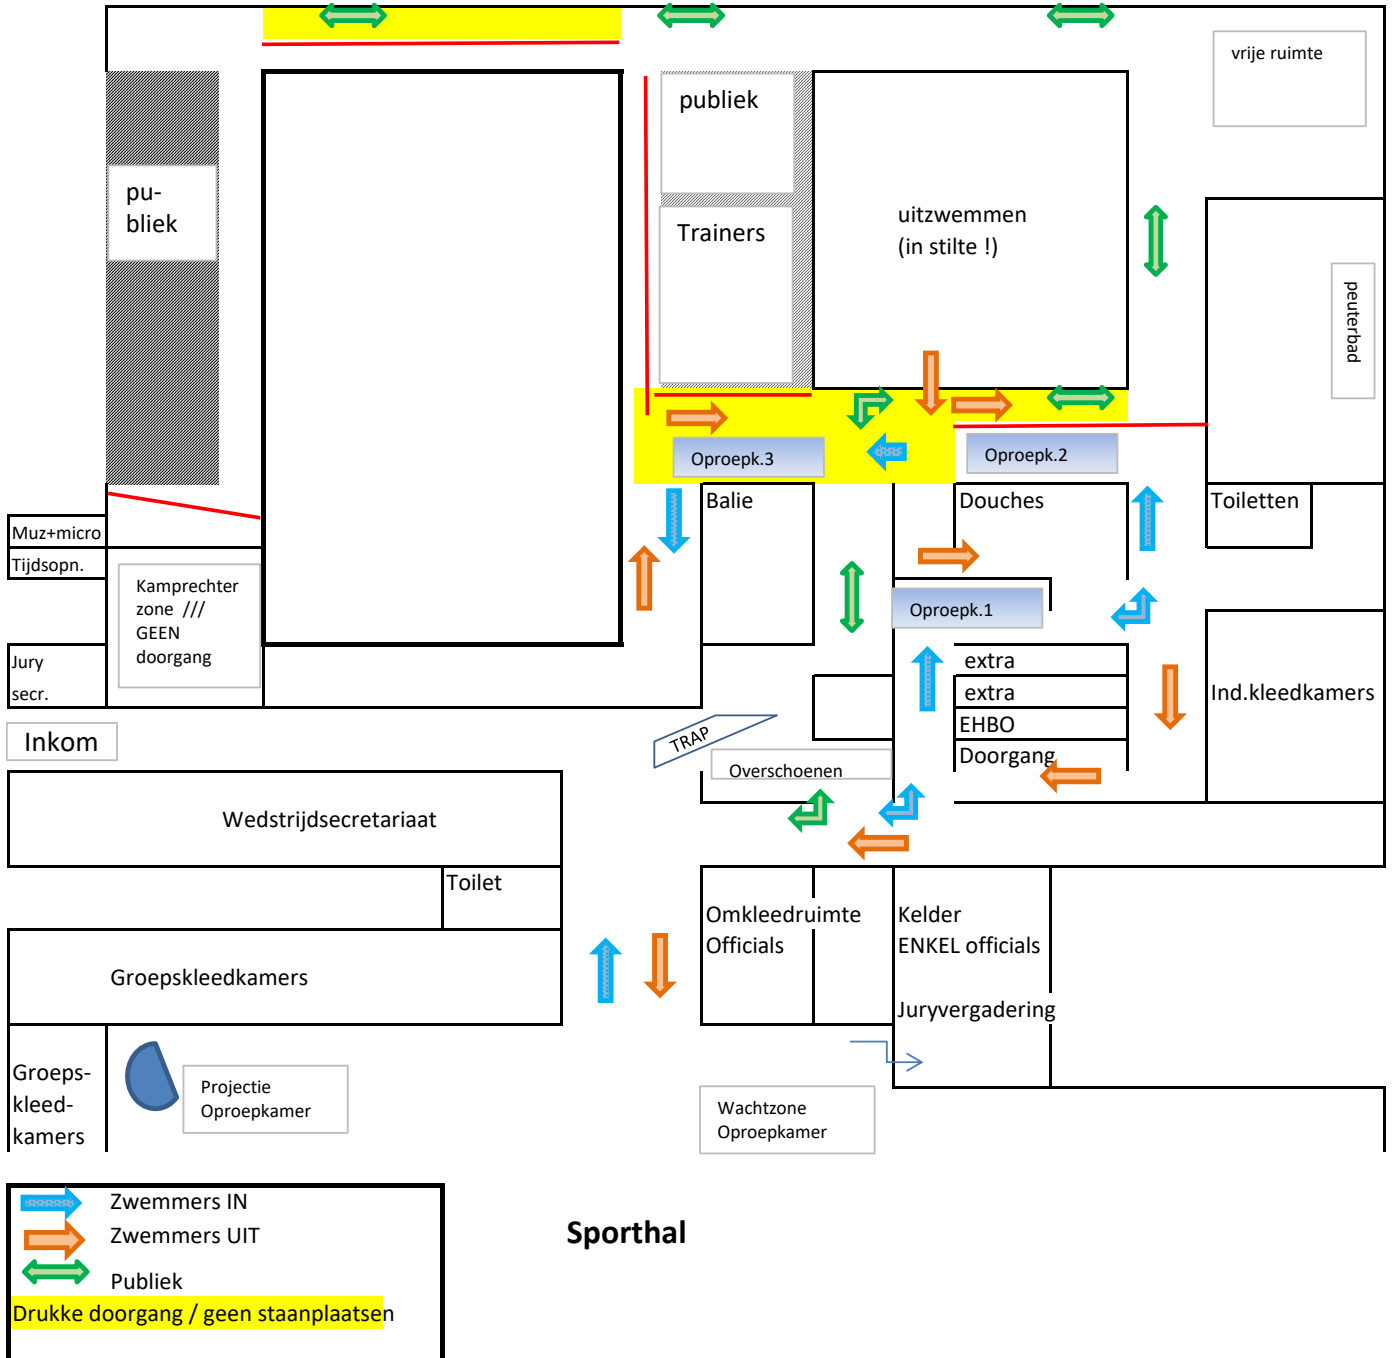 vrije ruimte
publiek
pu-
bliek
Trainers
uitzwemmen
(in stilte !)
peuterbad
Oproepk.3
Oproepk.2
Balie
Douches
Toiletten
Muz+micro
Tijdsopn.
Kamprechter
zone ///
GEEN
doorgang
Oproepk.1
Jury
secr.
extra
extra
EHBO
Doorgang
Ind.kleedkamers
Inkom
TRAP
Overschoenen
Wedstrijdsecretariaat
Toilet
Omkleedruimte
Officials
Kelder
ENKEL officials
Juryvergadering
Groepskleedkamers
Groeps-
kleed-
kamers
Projectie
Oproepkamer
Wachtzone
Oproepkamer
Zwemmers IN
Zwemmers UIT
Publiek
Drukke doorgang / geen staanplaatsen
Sporthal